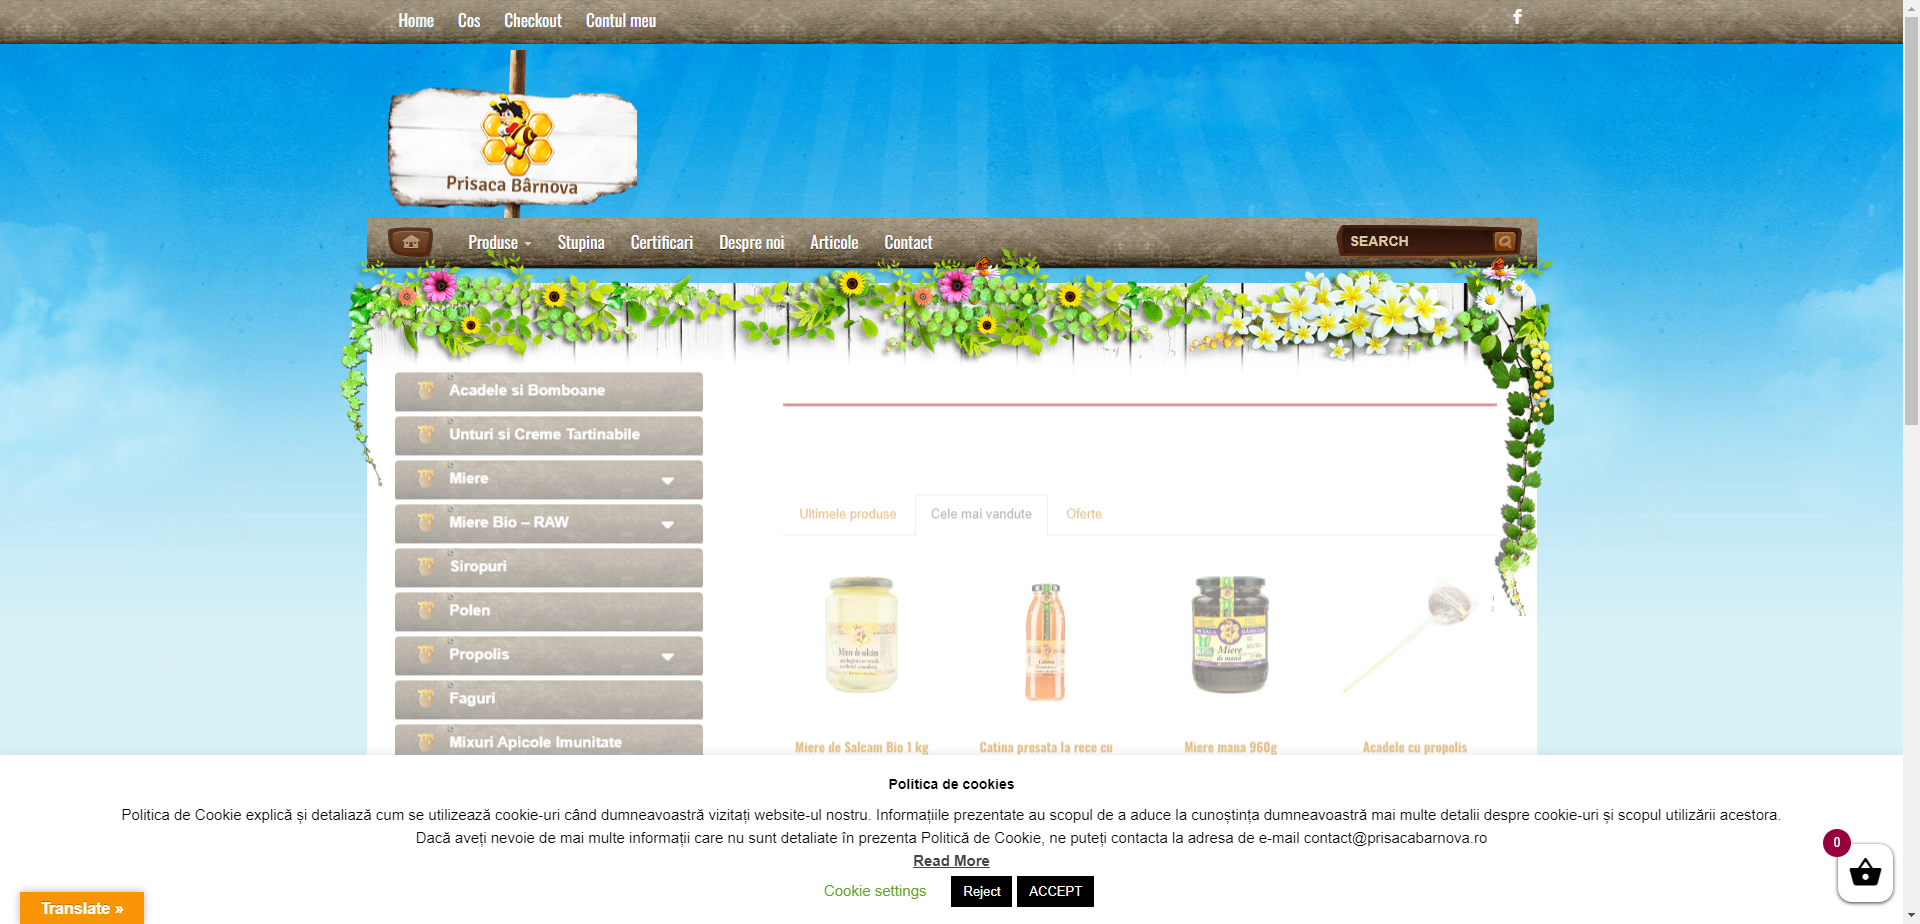 Home Cos Checkout Contul meu
Prisaca Bârnova
Produse Stupina Certificari Despre noi Articole Contact
SEARCH
Acadele si Bomboane
Unturi si Creme Tartinabile
Miere
Miere Bio – RAW
Siropuri
Polen
Propolis
Faguri
Mixuri Apicole Imunitate
Ultimele produse Cele mai vandute Oferte
Miere de salcâm
Miere
de mană
Miere de Salcam Bio 1 kg Catina presata la rece cu Miere mana 960g Acadele cu propolis
Politica de cookies
Politica de Cookie explică și detaliază cum se utilizează cookie-uri când dumneavoastră vizitați website-ul nostru. Informațiile prezentate au scopul de a aduce la cunoștința dumneavoastră mai multe detalii despre cookie-uri și scopul utilizării acestora.
Dacă aveți nevoie de mai multe informații care nu sunt detaliate în prezenta Politică de Cookie, ne puteți contacta la adresa de e-mail contact@prisacabarnova.ro
Read More
Cookie settings Reject ACCEPT
0
Translate »